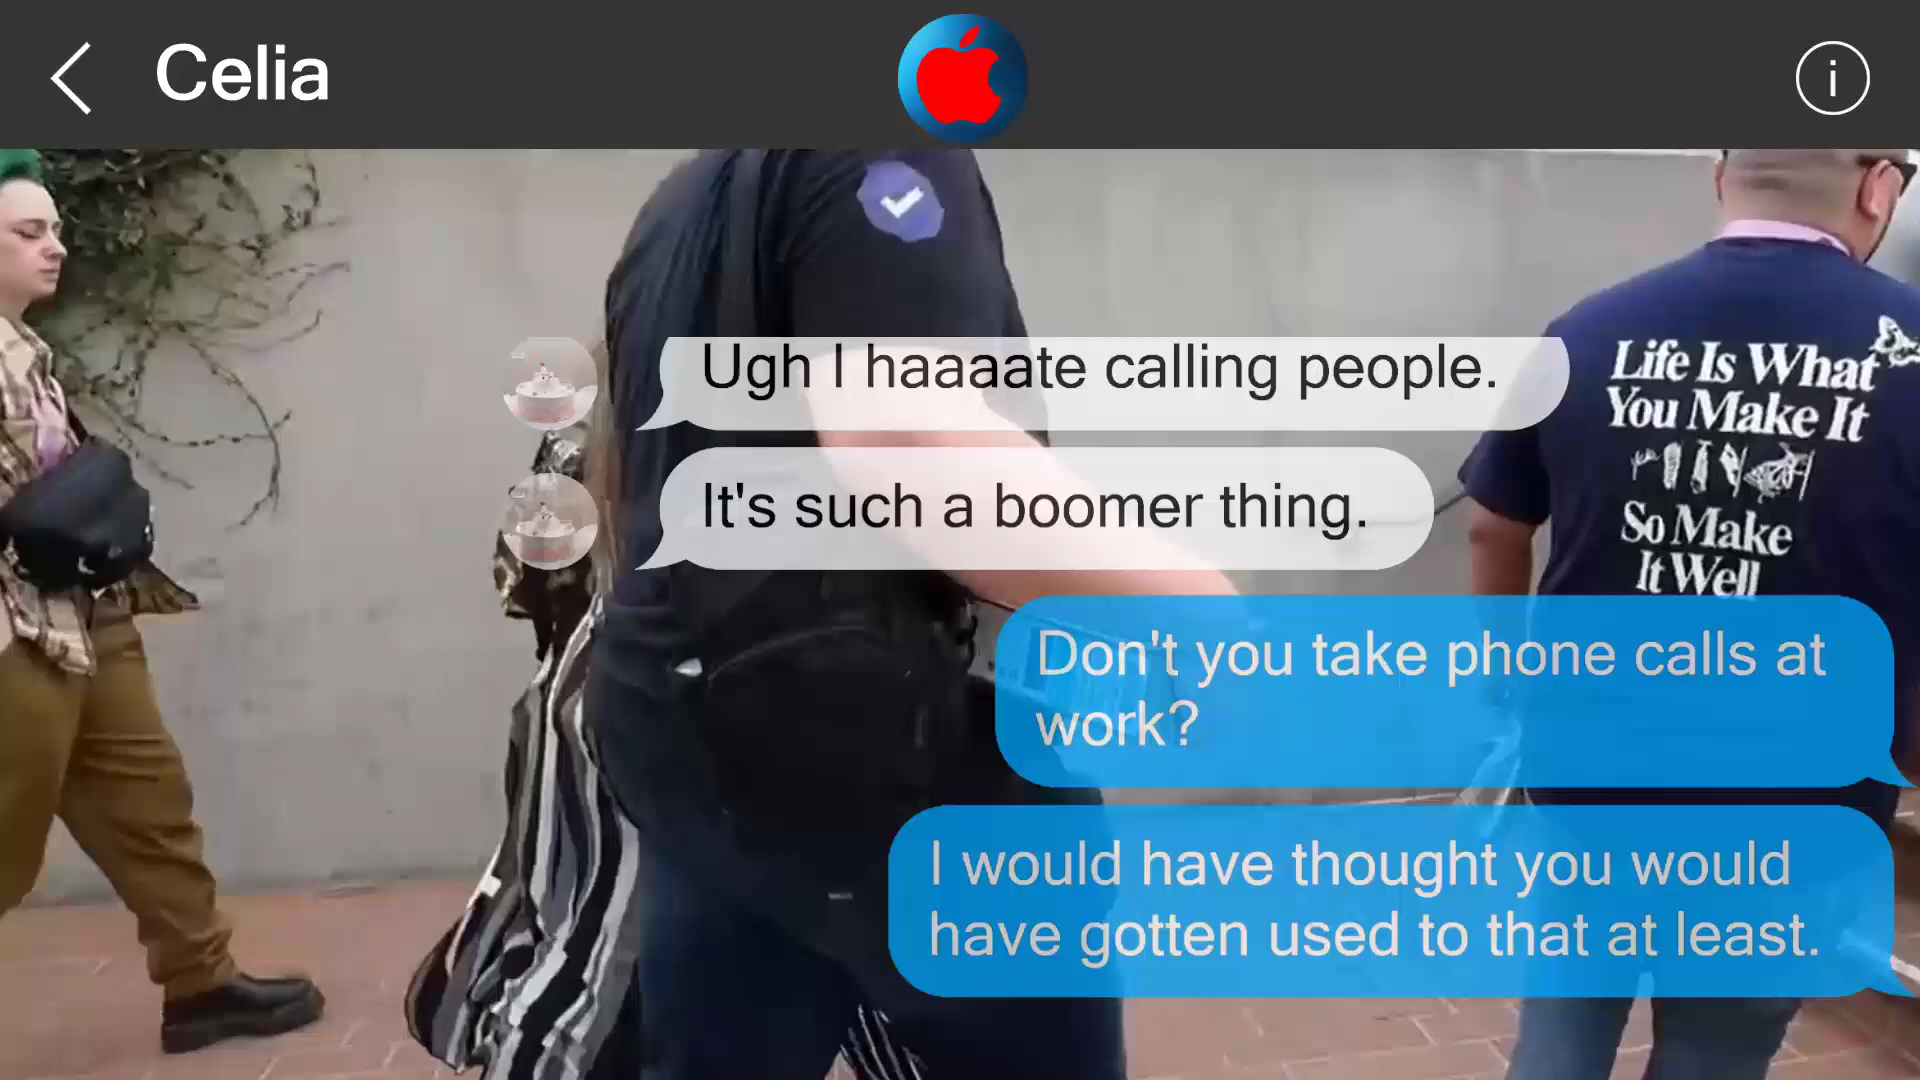 Celia
i
Ugh I haaaate calling people.
It's such a boomer thing.
Life Is What
You Make It
So Make
It Well
Don't you take phone calls at
work?
I would have thought you would
have gotten used to that at least.